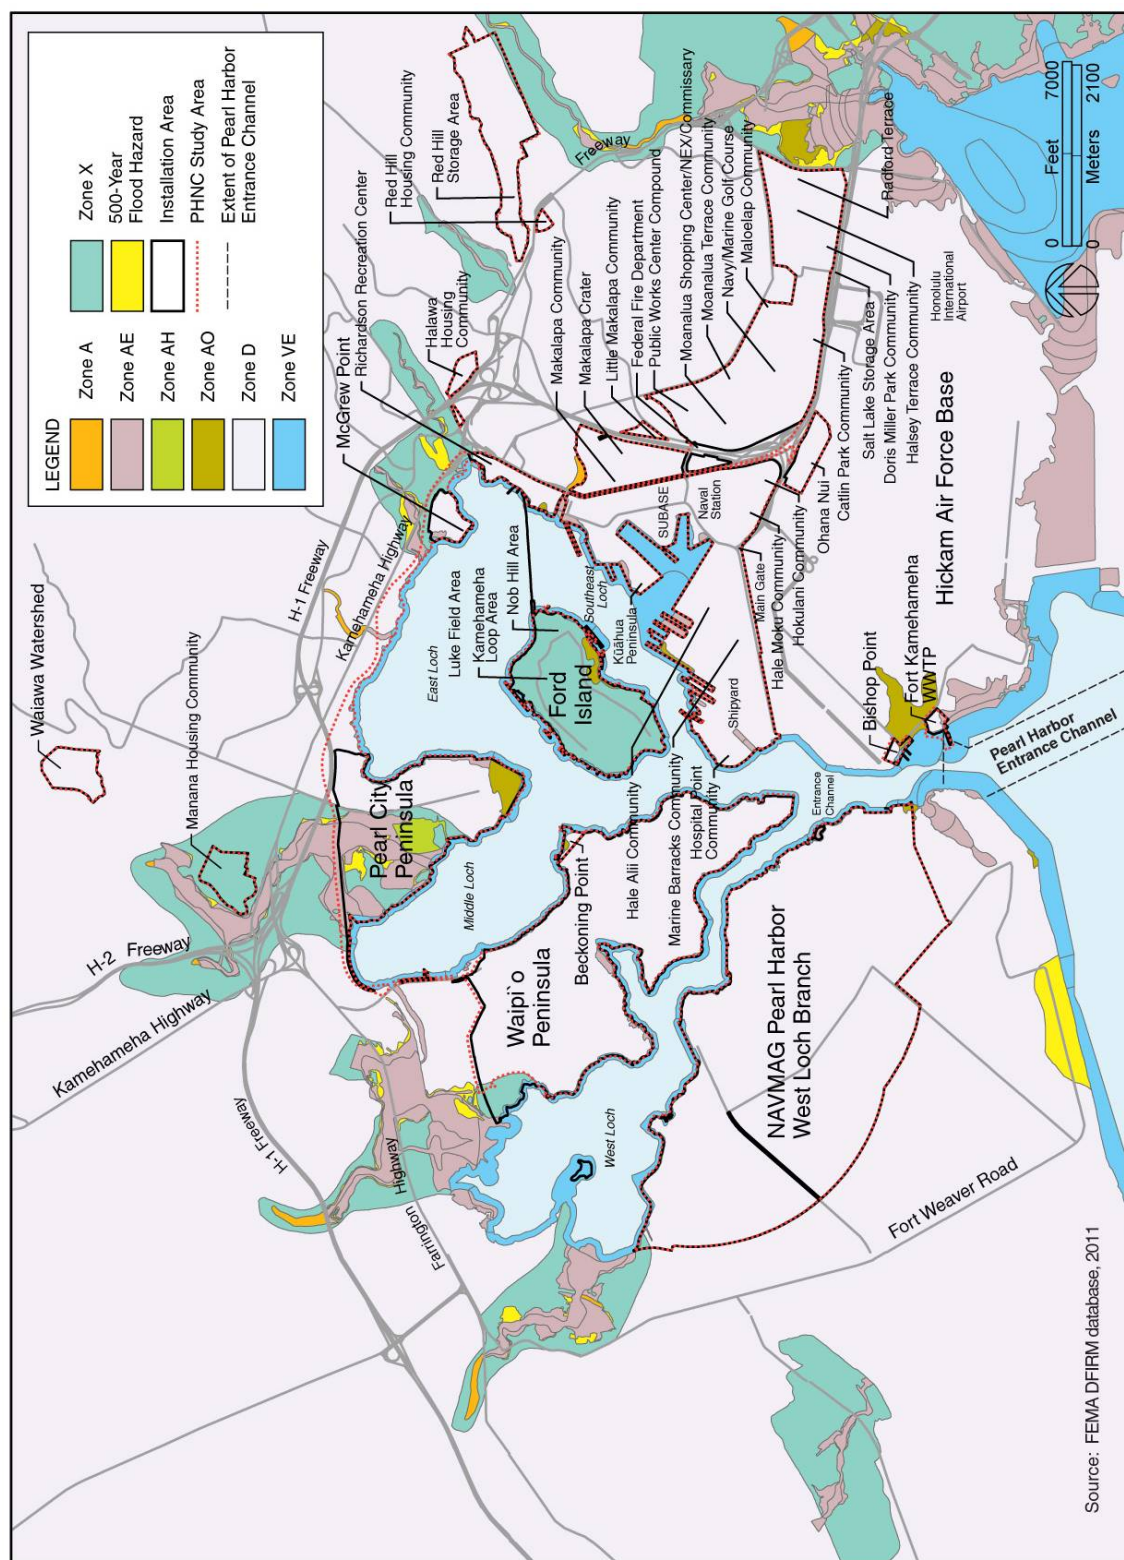 LEGEND
Zone A
Zone AE
Zone AH
Zone AO
Zone D
Zone VE
Zone X
500-Year
Flood Hazard
Installation Area
PHNC Study Area
Extent of Pearl Harbor
Entrance Channel
Waiawa Watershed
Manana Housing Community
H-2 Freeway
Kamehameha Highway
H-1 Freeway
H-1 Freeway
Kamehameha Highway
McGrew Point
Richardson Recreation Center
Halawa
Housing
Community
Red Hill
Housing Community
Red Hill
Storage Area
Freeway
Pearl City
Peninsula
East Loch
Luke Field Area
Kamehameha
Loop Area
Nob Hill Area
Ford
Island
Southeast
Loch
Kūāhua
Peninsula
SUBASE
Naval
Station
Makalapa Community
Makalapa Crater
Little Makalapa Community
Federal Fire Department
Public Works Center Compound
Moanalua Shopping Center/NEX/Commissary
Moanalua Terrace Community
Navy/Marine Golf Course
Maloelap Community
Farrington
Highway
Middle Loch
Waipi`o
Peninsula
Beckoning Point
Hale Alii Community
Marine Barracks Community
Hospital Point
Community
Shipyard
Main Gate
Hale Moku Community
Hokulani Community
Ohana Nui
Catlin Park Community
Salt Lake Storage Area
Doris Miller Park Community
Halsey Terrace Community
Radford Terrace
Honolulu
International
Airport
West Loch
NAVMAG Pearl Harbor
West Loch Branch
Entrance
Channel
Bishop Point
Fort Kamehameha
WWTP
Hickam Air Force Base
Pearl Harbor
Entrance Channel
Fort Weaver Road
0 Feet 7000
0 Meters 2100
Source: FEMA DFIRM database, 2011